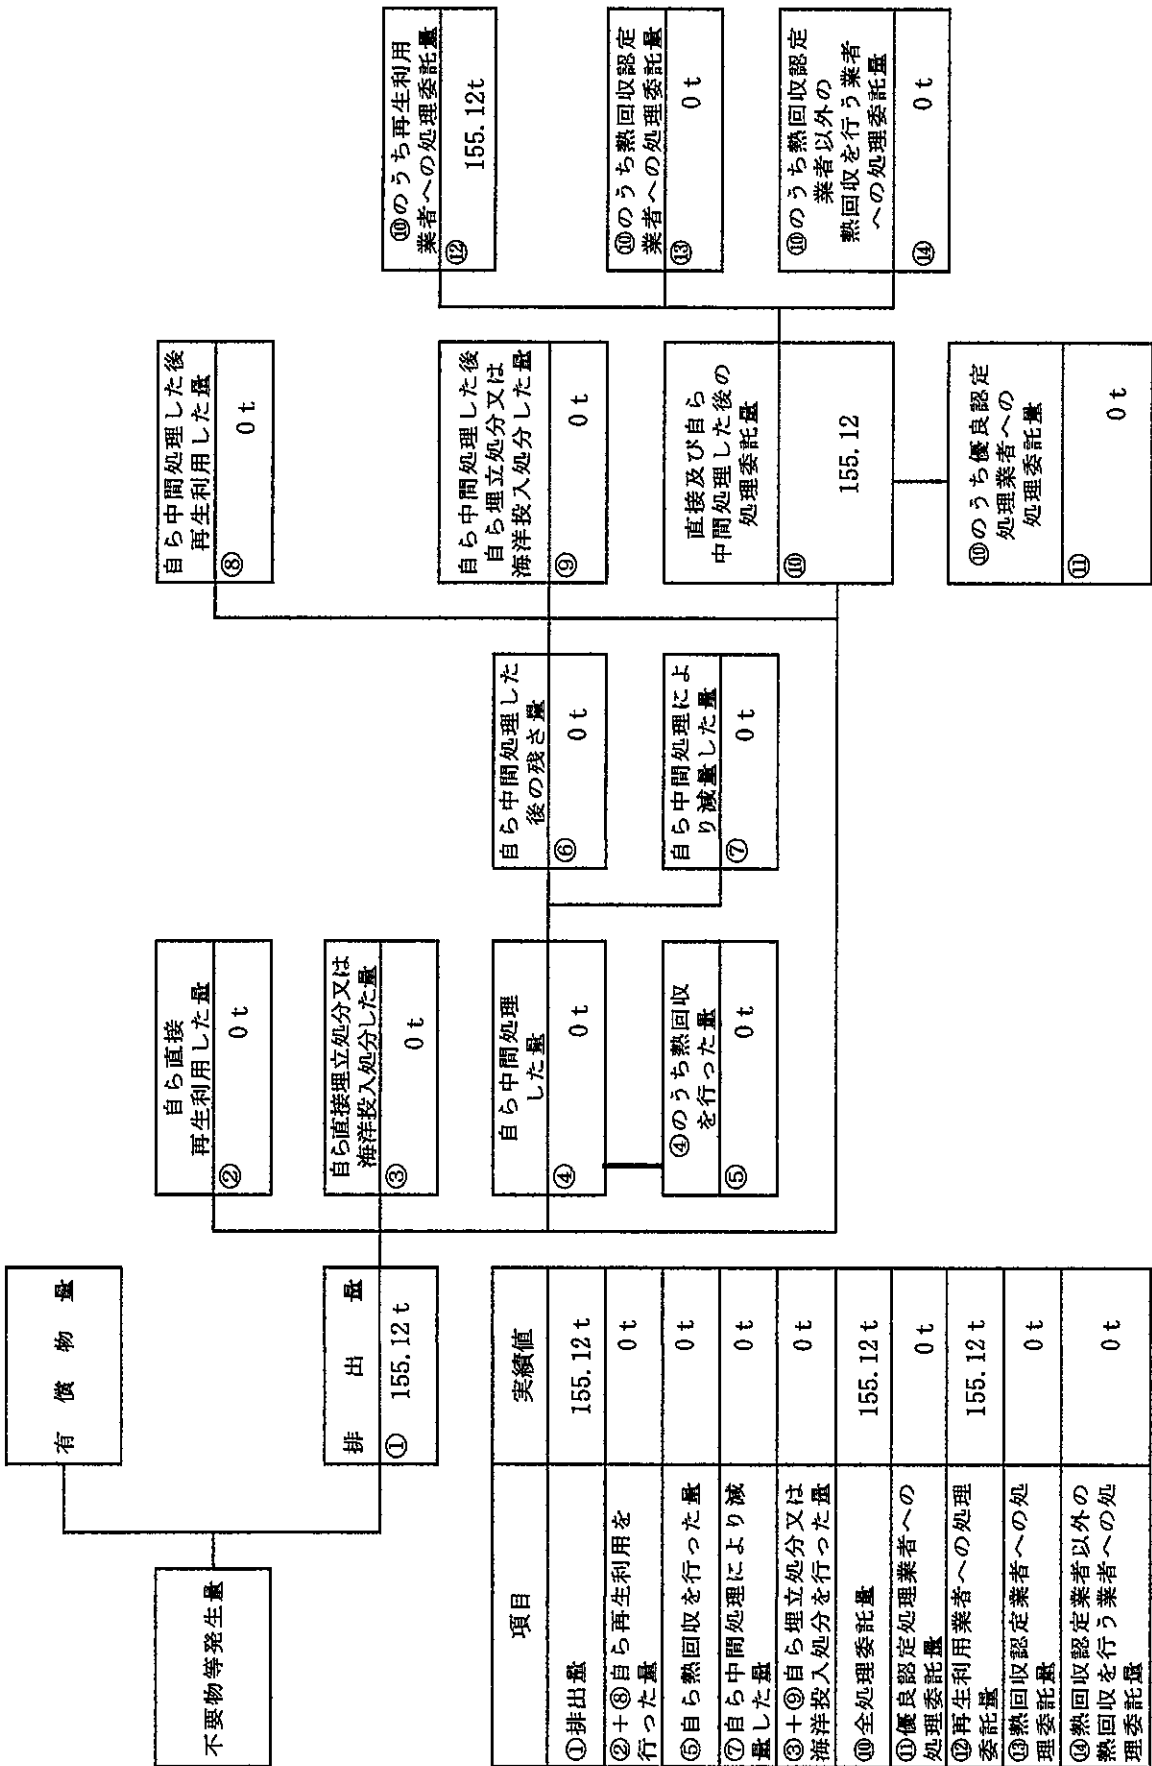 不要物等発生量
有償物量
排出量
① 155.12 t
自ら直接
再生利用した量
② 0 t
自ら直接埋立処分又は
海洋投入処分した量
③ 0 t
自ら中間処理
した量
④ 0 t
④のうち熱回収
を行った量
⑤ 0 t
自ら中間処理した
後の残さ量
⑥ 0 t
自ら中間処理によ
り減量した量
⑦ 0 t
自ら中間処理した後
再生利用した量
⑧ 0 t
自ら中間処理した後
自ら埋立処分又は
海洋投入処分した量
⑨ 0 t
直接及び自ら
中間処理した後の
処理委託量
⑩ 155.12
⑩のうち優良認定
処理業者への
処理委託量
⑪ 0 t
⑩のうち再生利用
業者への処理委託量
⑫ 155.12t
⑩のうち熱回収認定
業者への処理委託量
⑬ 0 t
⑩のうち熱回収認定
業者以外の
熱回収を行う業者
への処理委託量
⑭ 0 t
項目 実績値
①排出量 155.12 t
②+⑧自ら再生利用を
行った量 0 t
⑤自ら熱回収を行った量 0 t
⑦自ら中間処理により減
量した量 0 t
③+⑨自ら埋立処分又は
海洋投入処分を行った量 0 t
⑩全処理委託量 155.12 t
⑪優良認定処理業者への
処理委託量 0 t
⑫再生利用業者への処理
委託量 155.12 t
⑬熱回収認定業者への処
理委託量 0 t
⑭熱回収認定業者以外の
熱回収を行う業者への処
理委託量 0 t